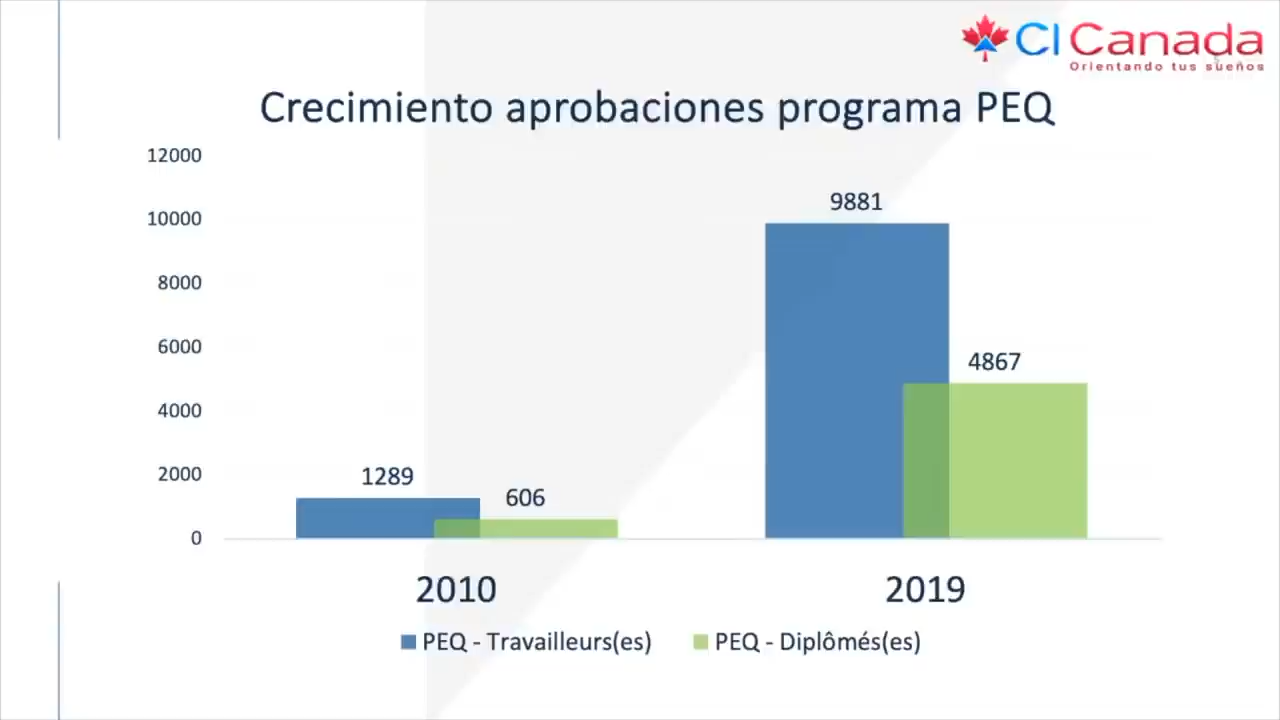 CI Canada
Orientando tus sueños
Crecimiento aprobaciones programa PEQ
12000
10000
8000
6000
4000
2000
0
1289
606
9881
4867
2010
2019
PEQ - Travailleurs(es)
PEQ - Diplômés(es)